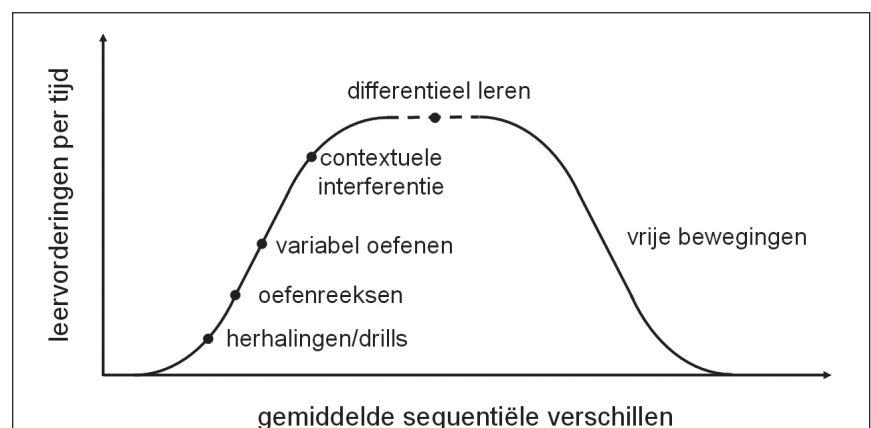 leervorderingen per tijd
differentieel leren
contextuele
interferentie
variabel oefenen
vrije bewegingen
oefenreeksen
herhalingen/drills
gemiddelde sequentiële verschillen